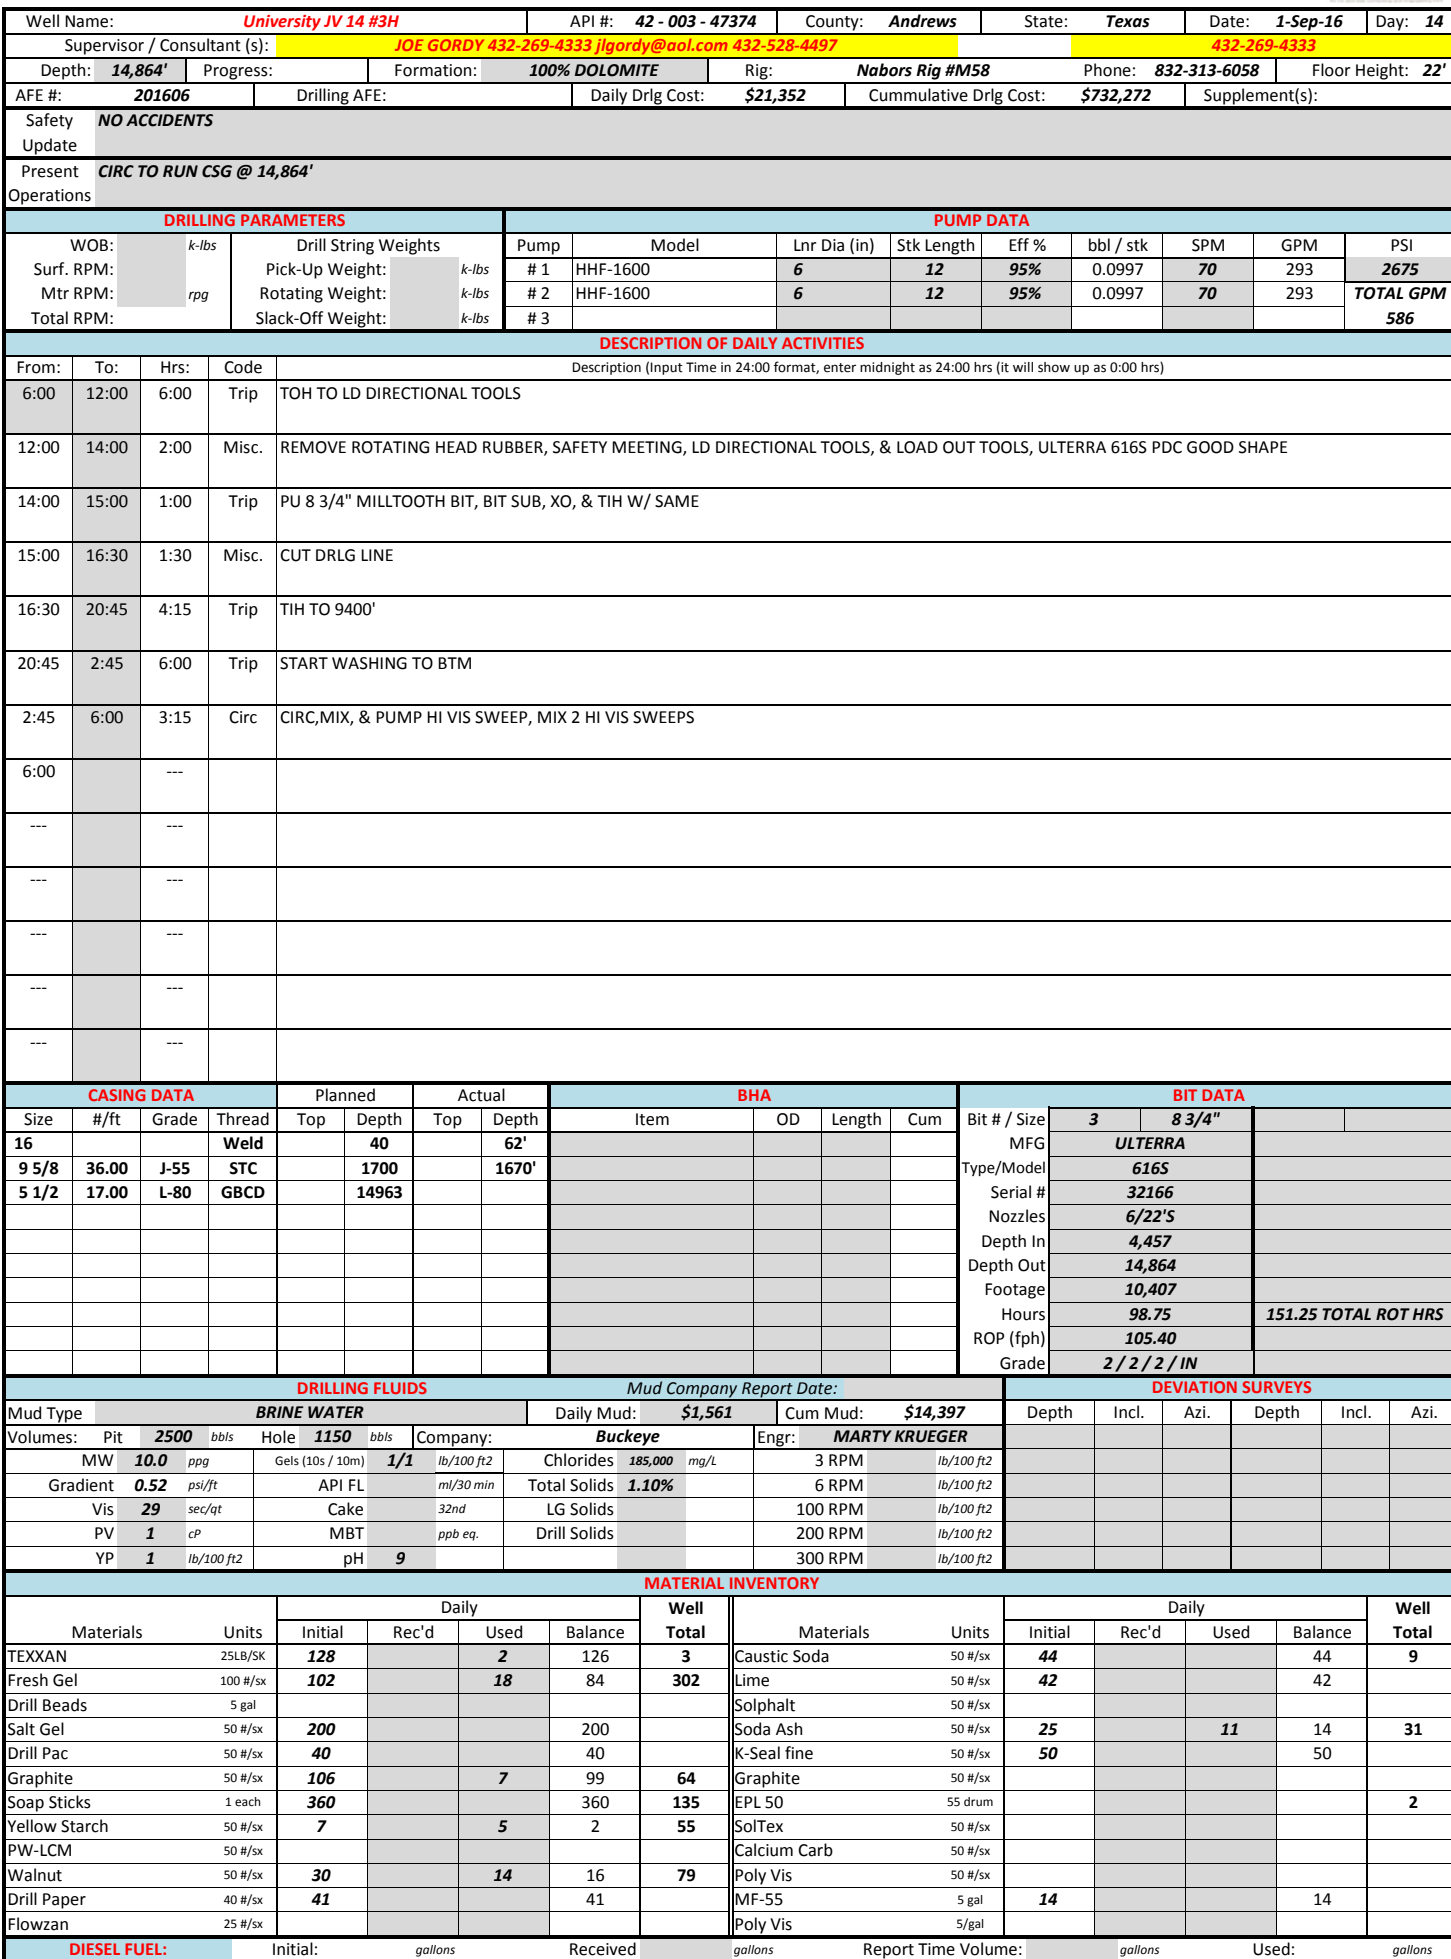 Well Name: University JV 14 #3H API #: 42 - 003 - 47374 County: Andrews State: Texas Date: 1-Sep-16 Day: 14
Supervisor / Consultant (s): JOE GORDY 432-269-4333 jlgordy@aol.com 432-528-4497 432-269-4333
Depth: 14,864' Progress: Formation: 100% DOLOMITE Rig: Nabors Rig #M58 Phone: 832-313-6058 Floor Height: 22'
AFE #: 201606 Drilling AFE: Daily Drlg Cost: $21,352 Cummulative Drlg Cost: $732,272 Supplement(s):
Safety NO ACCIDENTS
Update
Present CIRC TO RUN CSG @ 14,864'
Operations
DRILLING PARAMETERS PUMP DATA
WOB: k-lbs Drill String Weights Pump Model Lnr Dia (in) Stk Length Eff % bbl / stk SPM GPM PSI
Surf. RPM: Pick-Up Weight: k-lbs # 1 HHF-1600 6 12 95% 0.0997 70 293 2675
Mtr RPM: rpg Rotating Weight: k-lbs # 2 HHF-1600 6 12 95% 0.0997 70 293 TOTAL GPM
Total RPM: Slack-Off Weight: k-lbs # 3 586
DESCRIPTION OF DAILY ACTIVITIES
From: To: Hrs: Code Description (Input Time in 24:00 format, enter midnight as 24:00 hrs (it will show up as 0:00 hrs)
6:00 12:00 6:00 Trip TOH TO LD DIRECTIONAL TOOLS
12:00 14:00 2:00 Misc. REMOVE ROTATING HEAD RUBBER, SAFETY MEETING, LD DIRECTIONAL TOOLS, & LOAD OUT TOOLS, ULTERRA 616S PDC GOOD SHAPE
14:00 15:00 1:00 Trip PU 8 3/4" MILLTOOTH BIT, BIT SUB, XO, & TIH W/ SAME
15:00 16:30 1:30 Misc. CUT DRLG LINE
16:30 20:45 4:15 Trip TIH TO 9400'
20:45 2:45 6:00 Trip START WASHING TO BTM
2:45 6:00 3:15 Circ CIRC,MIX, & PUMP HI VIS SWEEP, MIX 2 HI VIS SWEEPS
6:00 ---
--- ---
--- ---
--- ---
--- ---
--- ---
CASING DATA Planned Actual BHA BIT DATA
Size #/ft Grade Thread Top Depth Top Depth Item OD Length Cum Bit # / Size 3 8 3/4"
16 Weld 40 62' MFG ULTERRA
9 5/8 36.00 J-55 STC 1700 1670' Type/Model 616S
5 1/2 17.00 L-80 GBCD 14963 Serial # 32166
Nozzles 6/22'S
Depth In 4,457
Depth Out 14,864
Footage 10,407
Hours 98.75 151.25 TOTAL ROT HRS
ROP (fph) 105.40
Grade 2 / 2 / 2 / IN
DRILLING FLUIDS Mud Company Report Date: DEVIATION SURVEYS
Mud Type BRINE WATER Daily Mud: $1,561 Cum Mud: $14,397 Depth Incl. Azi. Depth Incl. Azi.
Volumes: Pit 2500 bbls Hole 1150 bbls Company: Buckeye Engr: MARTY KRUEGER
MW 10.0 ppg Gels (10s / 10m) 1/1 lb/100 ft2 Chlorides 185,000 mg/L 3 RPM lb/100 ft2
Gradient 0.52 psi/ft API FL ml/30 min Total Solids 1.10% 6 RPM lb/100 ft2
Vis 29 sec/qt Cake 32nd LG Solids 100 RPM lb/100 ft2
PV 1 cP MBT ppb eq. Drill Solids 200 RPM lb/100 ft2
YP 1 lb/100 ft2 pH 9 300 RPM lb/100 ft2
MATERIAL INVENTORY
Daily Well Daily Well
Materials Units Initial Rec'd Used Balance Total Materials Units Initial Rec'd Used Balance Total
TEXXAN 25LB/SK 128 2 126 3 Caustic Soda 50 #/sx 44 44 9
Fresh Gel 100 #/sx 102 18 84 302 Lime 50 #/sx 42 42
Drill Beads 5 gal Solphalt 50 #/sx
Salt Gel 50 #/sx 200 200 Soda Ash 50 #/sx 25 11 14 31
Drill Pac 50 #/sx 40 40 K-Seal fine 50 #/sx 50 50
Graphite 50 #/sx 106 7 99 64 Graphite 50 #/sx
Soap Sticks 1 each 360 360 135 EPL 50 55 drum 2
Yellow Starch 50 #/sx 7 5 2 55 SolTex 50 #/sx
PW-LCM 50 #/sx Calcium Carb 50 #/sx
Walnut 50 #/sx 30 14 16 79 Poly Vis 50 #/sx
Drill Paper 40 #/sx 41 41 MF-55 5 gal 14 14
Flowzan 25 #/sx Poly Vis 5/gal
DIESEL FUEL: Initial: gallons Received gallons Report Time Volume: gallons Used: gallons